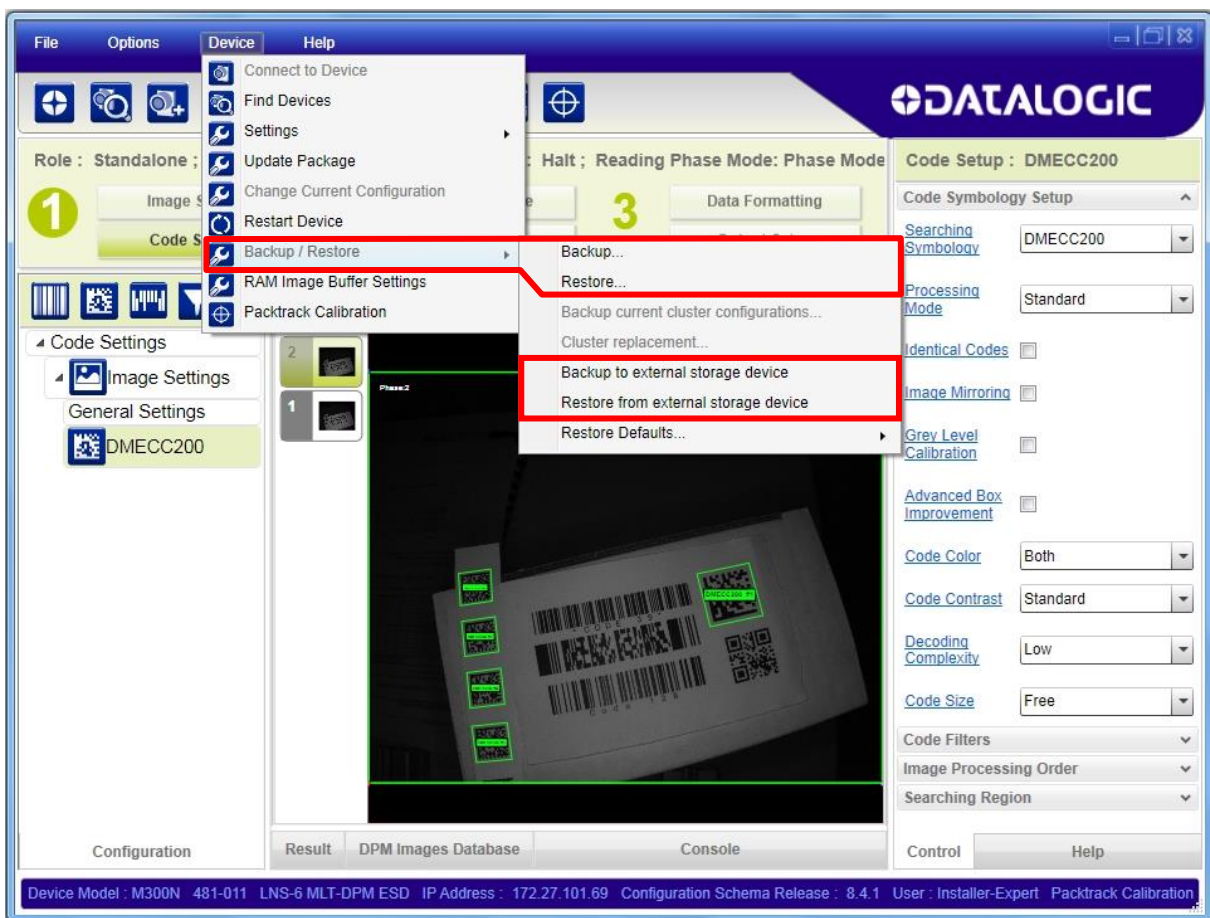 File Options Device Help
Connect to Device
Find Devices
Settings
Update Package
Change Current Configuration
Restart Device
Backup / Restore
RAM Image Buffer Settings
Packtrack Calibration
Backup...
Restore...
Backup current cluster configurations...
Cluster replacement...
Backup to external storage device
Restore from external storage device
Restore Defaults...
DATALOGIC
Role : Standalone ; : Halt ; Reading Phase Mode: Phase Mode
1
Image S
Code S
3
Data Formatting
Code Settings
Image Settings
General Settings
DMECC200
2
1
Phase:2
CODE 39
DMECC200 #1
Code 128
Code Setup : DMECC200
Code Symbology Setup
Searching
Symbology
DMECC200
Processing
Mode
Standard
Identical Codes
Image Mirroring
Grey Level
Calibration
Advanced Box
Improvement
Code Color
Both
Code Contrast
Standard
Decoding
Complexity
Low
Code Size
Free
Code Filters
Image Processing Order
Searching Region
Configuration
Result DPM Images Database Console
Control Help
Device Model : M300N 481-011 LNS-6 MLT-DPM ESD IP Address : 172.27.101.69 Configuration Schema Release : 8.4.1 User : Installer-Expert Packtrack Calibration